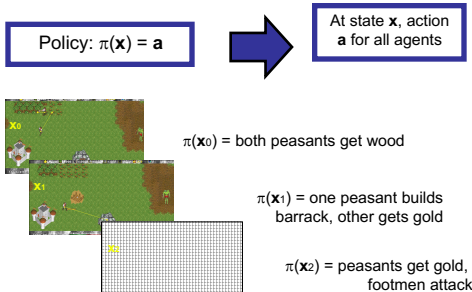 Policy: π(x) = a
At state x, action
a for all agents
x₀
π(x₀) = both peasants get wood
x₁
π(x₁) = one peasant builds
barrack, other gets gold
π(x₂) = peasants get gold,
footmen attack